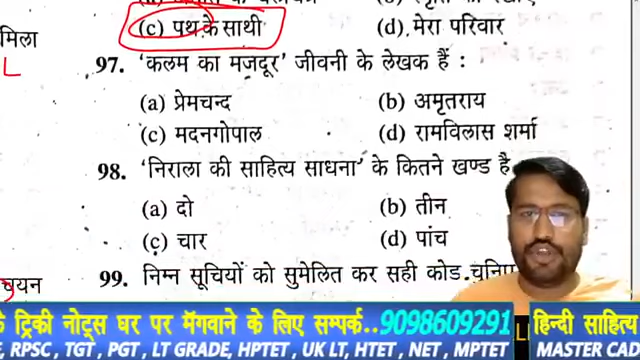 (c) पथ के साथी
(d) मेरा परिवार
मिला
97. 'कलम का मजदूर' जीवनी के लेखक हैं :
(a) प्रेमचन्द
(b) अमृतराय
(c) मदनगोपाल
(d) रामविलास शर्मा
98. 'निराला की साहित्य साधना' के कितने खण्ड है
(a) दो
(b) तीन
(c) चार
(d) पांच
चयन
99. निम्न सूचियों को सुमेलित कर सही कोड चुनिए
ट्रिकी नोट्स घर पर मॅगवाने के लिए सम्पर्क..9098609291
हिन्दी साहित्य
, RPSC , TGT , PGT , LT GRADE, HPTET , UK LT, HTET , NET , MPTET
MASTER CAD